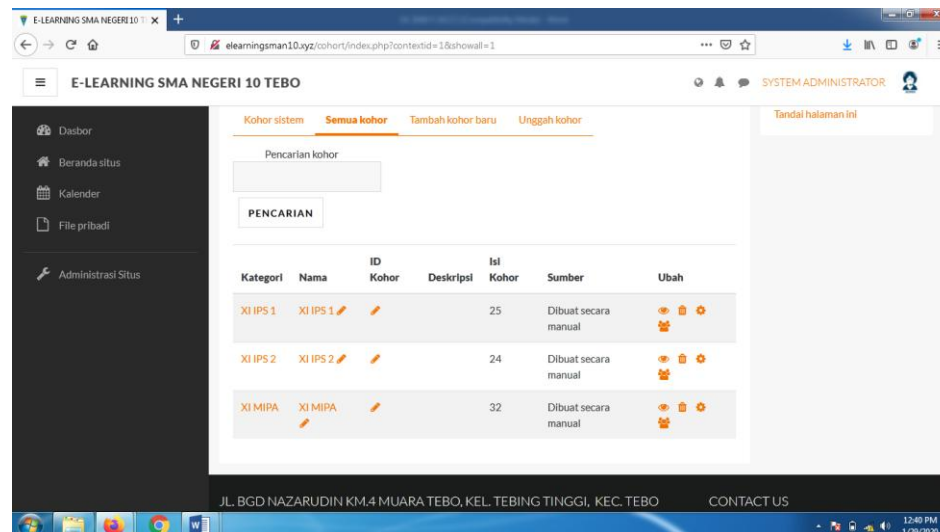 E-LEARNING SMA NEGERI 10 T
elearningsman10.xyz/cohort/index.php?contextid=1&showall=1
E-LEARNING SMA NEGERI 10 TEBO
SYSTEM ADMINISTRATOR
Dasbor
Beranda situs
Kalender
File pribadi
Administrasi Situs
Kohor sistem Semua kohor Tambah kohor baru Unggah kohor
Tandai halaman ini
Pencarian kohor
PENCARIAN
Kategori Nama ID Kohor Deskripsi Isi Kohor Sumber Ubah
XI IPS 1 XI IPS 1 25 Dibuat secara manual
XI IPS 2 XI IPS 2 24 Dibuat secara manual
XI MIPA XI MIPA 32 Dibuat secara manual
JL. BGD NAZARUDIN KM.4 MUARA TEBO, KEL. TEBING TINGGI, KEC. TEBO
CONTACT US
12:40 PM
1/29/2020